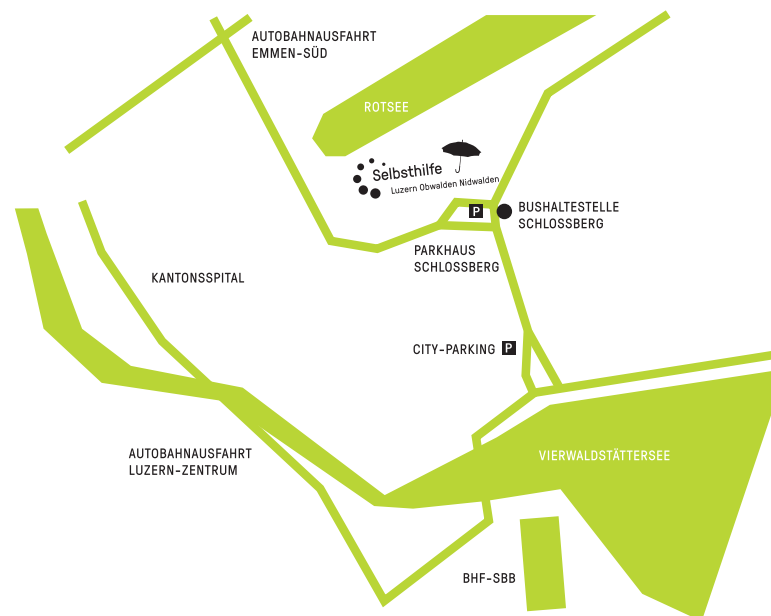 AUTOBAHNAUSFAHRT
EMMEN-SÜD
ROTSEE
Selbsthilfe
Luzern Obwalden Nidwalden
P
BUSHALTESTELLE
SCHLOSSBERG
PARKHAUS
SCHLOSSBERG
KANTONSSPITAL
CITY-PARKING P
AUTOBAHNAUSFAHRT
LUZERN-ZENTRUM
VIERWALDSTÄTTERSEE
BHF-SBB